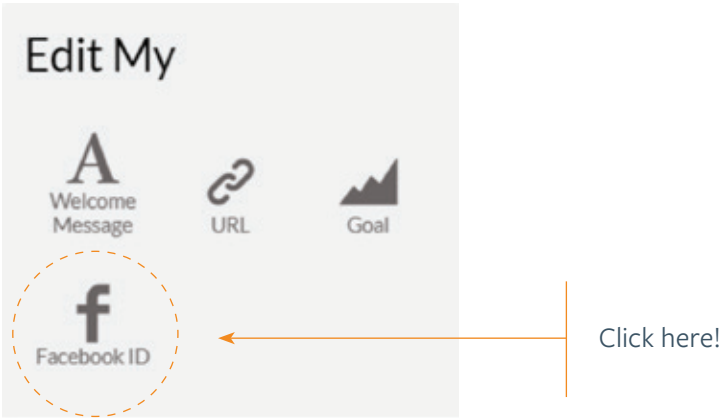 Edit My
A
Welcome
Message
URL
Goal
f
Facebook ID
Click here!